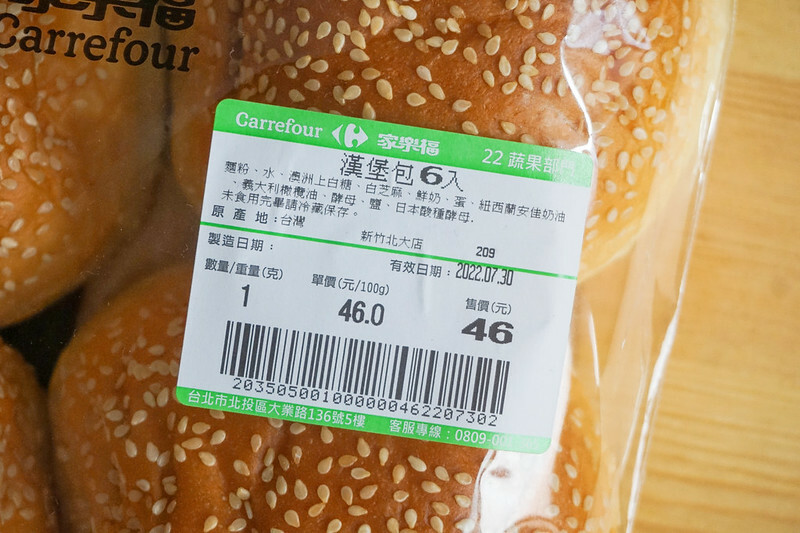 家樂福
Carrefour
Carrefour 家樂福 22 蔬果部門
漢堡包6入
麵粉、水、澳洲上白糖、白芝麻、鮮奶、蛋、紐西蘭安佳奶油
、義大利橄欖油、酵母、鹽、日本酸種酵母.
未食用完畢請冷藏保存。
原產地:台灣
新竹北大店 209
製造日期: 有效日期:2022.07.30
數量/重量(克) 單價(元/100g) 售價(元)
1 46.0 46
203505001000000462207302
台北市北投區大業路136號5樓 客服專線:0809-00